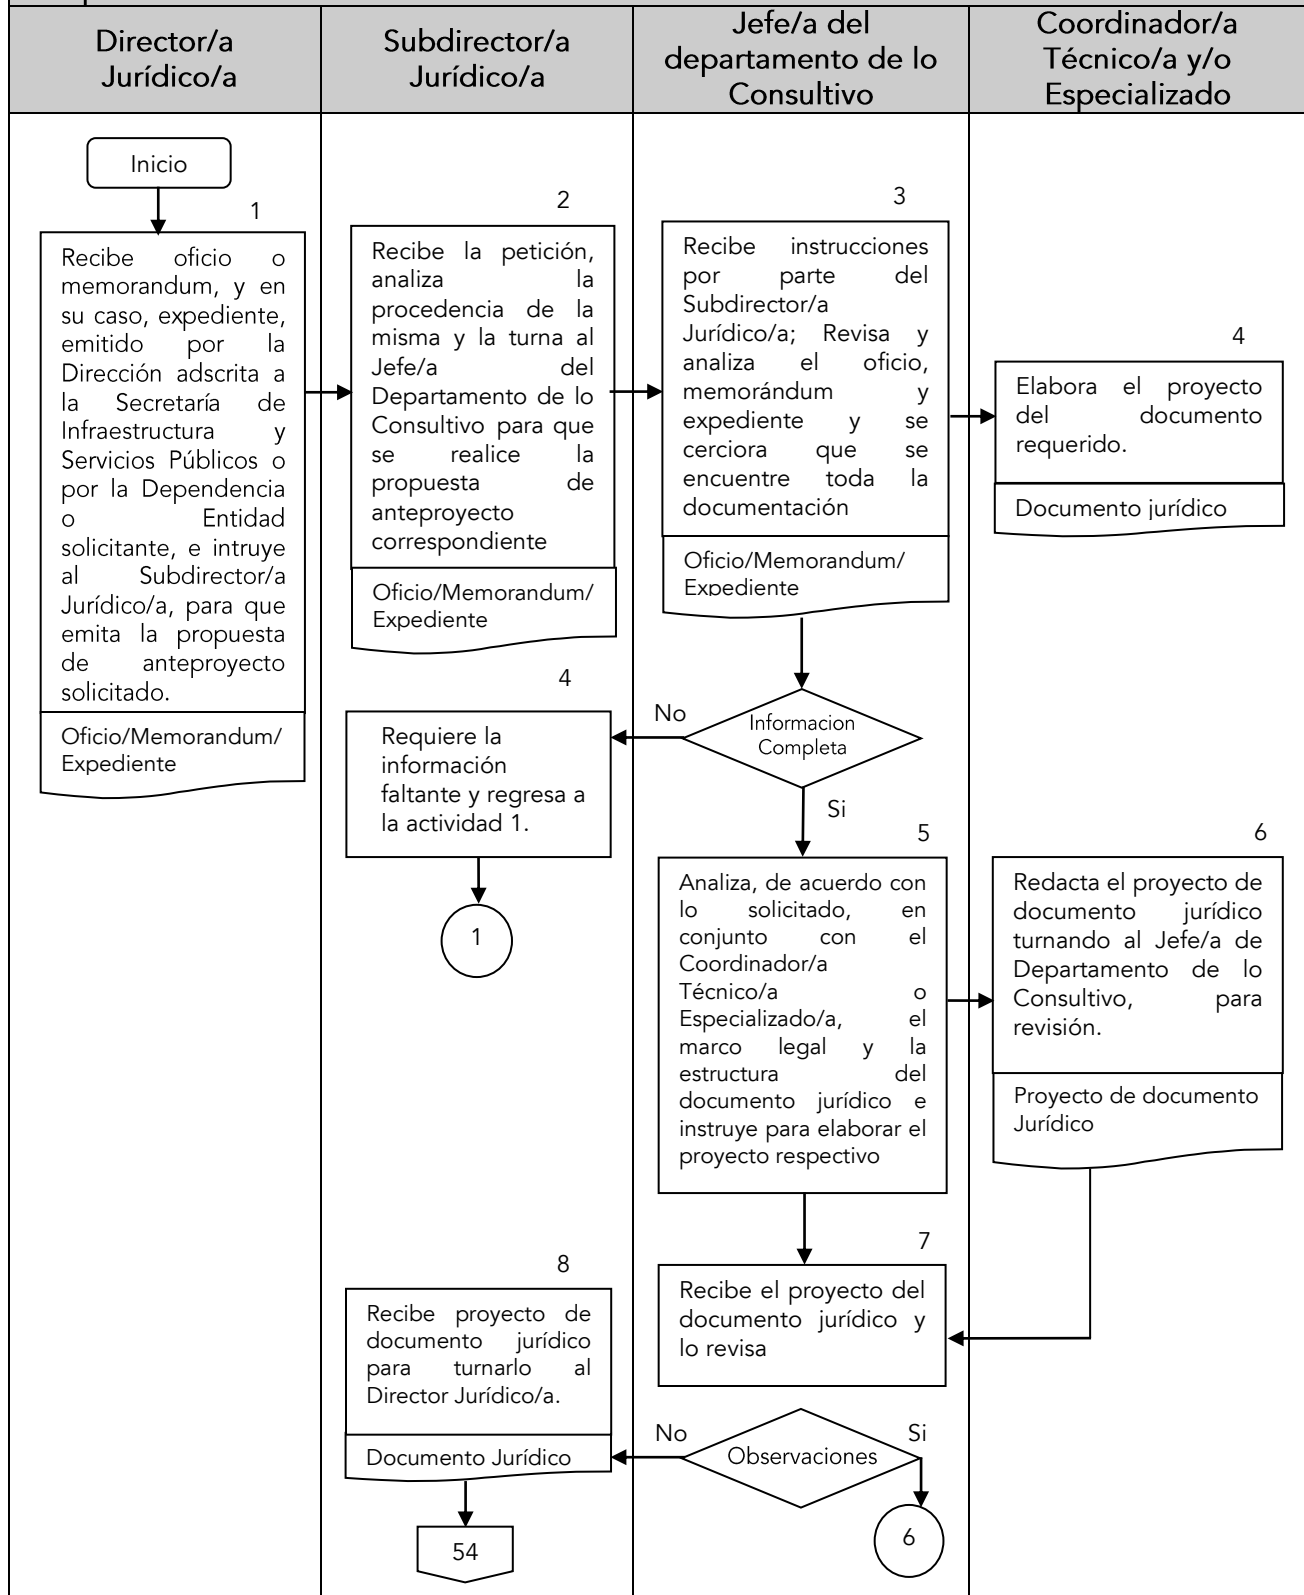 Director/a
Jurídico/a
Subdirector/a
Jurídico/a
Jefe/a del
departamento de lo
Consultivo
Coordinador/a
Técnico/a y/o
Especializado
Inicio
1
Recibe oficio o
memorandum, y en
su caso, expediente,
emitido por la
Dirección adscrita a
la Secretaría de
Infraestructura y
Servicios Públicos o
por la Dependencia
o Entidad
solicitante, e intruye
al Subdirector/a
Jurídico/a, para que
emita la propuesta
de anteproyecto
solicitado.
Oficio/Memorandum/
Expediente
2
Recibe la petición,
analiza la
procedencia de la
misma y la turna al
Jefe/a del
Departamento de lo
Consultivo para que
se realice la
propuesta de
anteproyecto
correspondiente
Oficio/Memorandum/
Expediente
3
Recibe instrucciones
por parte del
Subdirector/a
Jurídico/a; Revisa y
analiza el oficio,
memorándum y
expediente y se
cerciora que se
encuentre toda la
documentación
Oficio/Memorandum/
Expediente
4
Elabora el proyecto
del documento
requerido.
Documento jurídico
Informacion
Completa
No
Si
4
Requiere la
información
faltante y regresa a
la actividad 1.
1
5
Analiza, de acuerdo con
lo solicitado, en
conjunto con el
Coordinador/a
Técnico/a o
Especializado/a, el
marco legal y la
estructura del
documento jurídico e
instruye para elaborar el
proyecto respectivo
6
Redacta el proyecto de
documento jurídico
turnando al Jefe/a de
Departamento de lo
Consultivo, para
revisión.
Proyecto de documento
Jurídico
7
Recibe el proyecto del
documento jurídico y
lo revisa
Observaciones
No
Si
6
8
Recibe proyecto de
documento jurídico
para turnarlo al
Director Jurídico/a.
Documento Jurídico
54